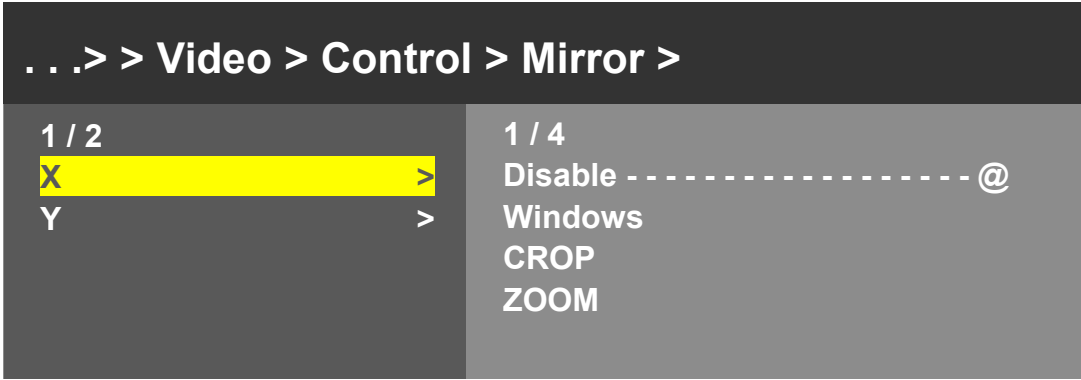 . . .> > Video > Control > Mirror >
1 / 2
X >
Y >
1 / 4
Disable - - - - - - - - - - - - - - - - - - @
Windows
CROP
ZOOM